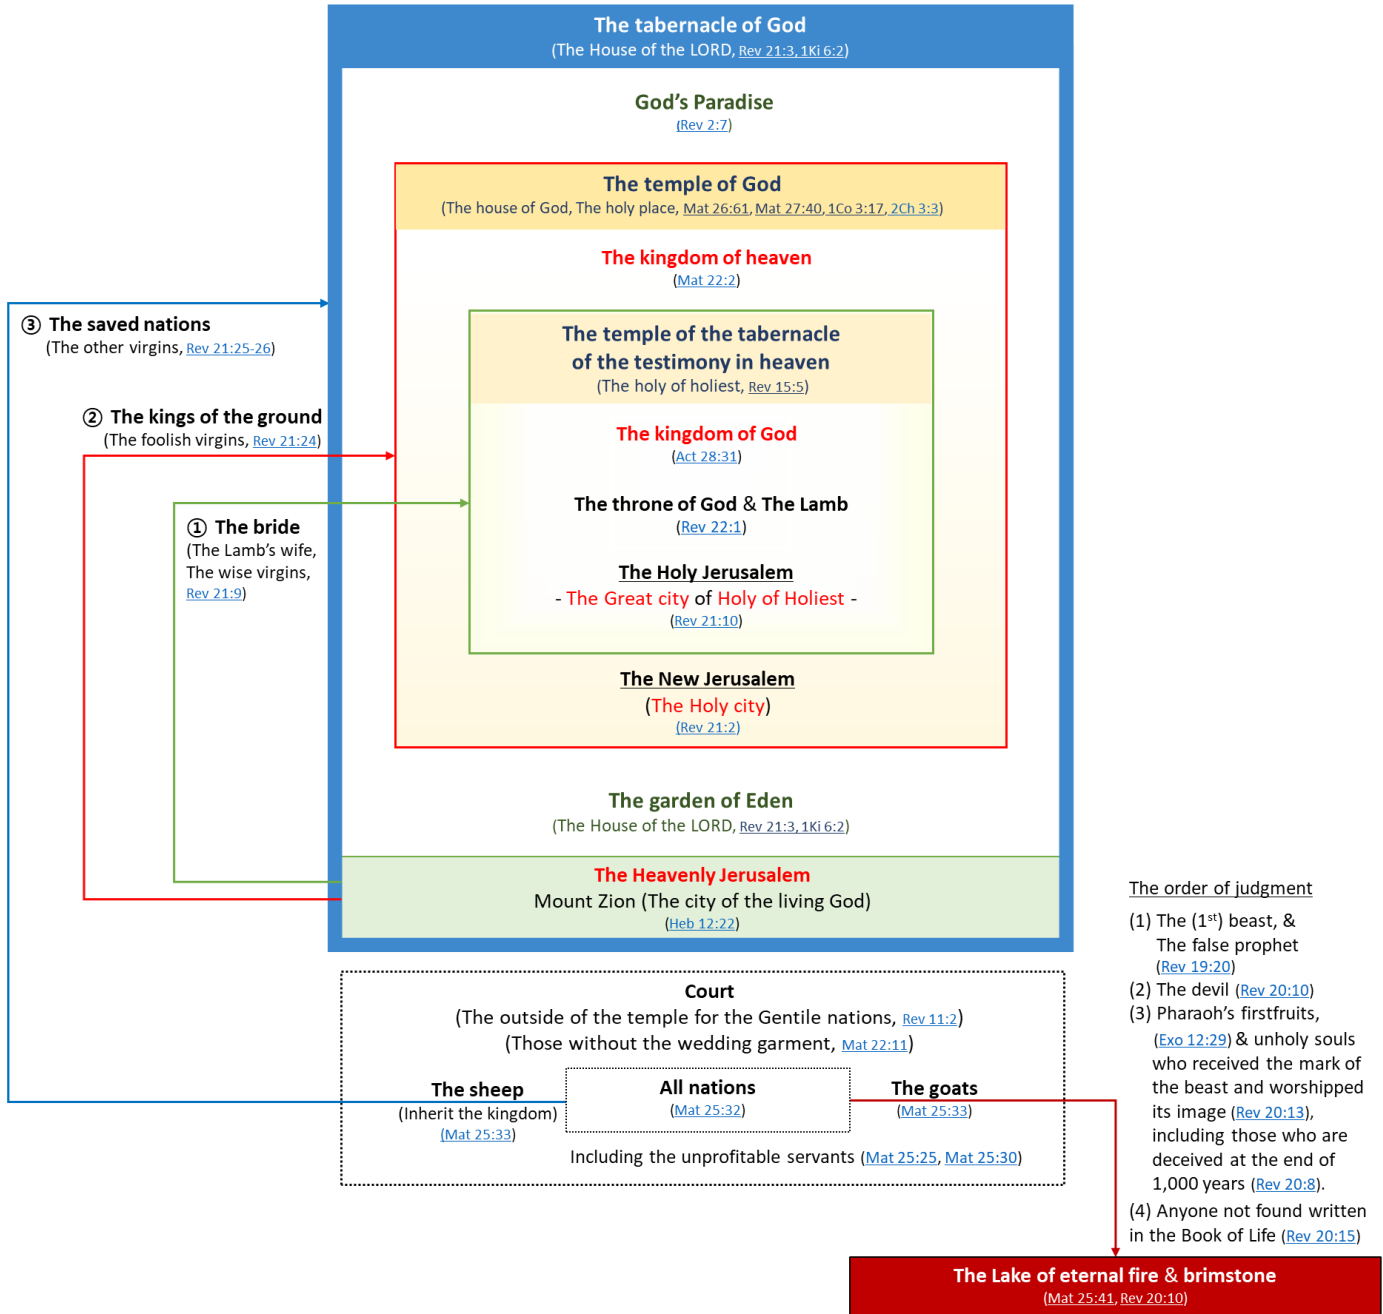 The tabernacle of God
(The House of the LORD, Rev 21:3, 1Ki 6:2)
God's Paradise
(Rev 2:7)
The temple of God
(The house of God, The holy place, Mat 26:61, Mat 27:40, 1Co 3:17, 2Ch 3:3)
The kingdom of heaven
(Mat 22:2)
The temple of the tabernacle
of the testimony in heaven
(The holy of holiest, Rev 15:5)
The kingdom of God
(Act 28:31)
The throne of God & The Lamb
(Rev 22:1)
The Holy Jerusalem
- The Great city of Holy of Holiest -
(Rev 21:10)
The New Jerusalem
(The Holy city)
(Rev 21:2)
The garden of Eden
(The House of the LORD, Rev 21:3, 1Ki 6:2)
The Heavenly Jerusalem
Mount Zion (The city of the living God)
(Heb 12:22)
③ The saved nations
(The other virgins, Rev 21:25-26)
② The kings of the ground
(The foolish virgins, Rev 21:24)
① The bride
(The Lamb's wife,
The wise virgins,
Rev 21:9)
Court
(The outside of the temple for the Gentile nations, Rev 11:2)
(Those without the wedding garment, Mat 22:11)
The sheep
(Inherit the kingdom)
(Mat 25:33)
All nations
(Mat 25:32)
The goats
(Mat 25:33)
Including the unprofitable servants (Mat 25:25, Mat 25:30)
The order of judgment
(1) The (1st) beast, &
The false prophet
(Rev 19:20)
(2) The devil (Rev 20:10)
(3) Pharaoh's firstfruits,
(Exo 12:29) & unholy souls
who received the mark of
the beast and worshipped
its image (Rev 20:13),
including those who are
deceived at the end of
1,000 years (Rev 20:8).
(4) Anyone not found written
in the Book of Life (Rev 20:15)
The Lake of eternal fire & brimstone
(Mat 25:41, Rev 20:10)